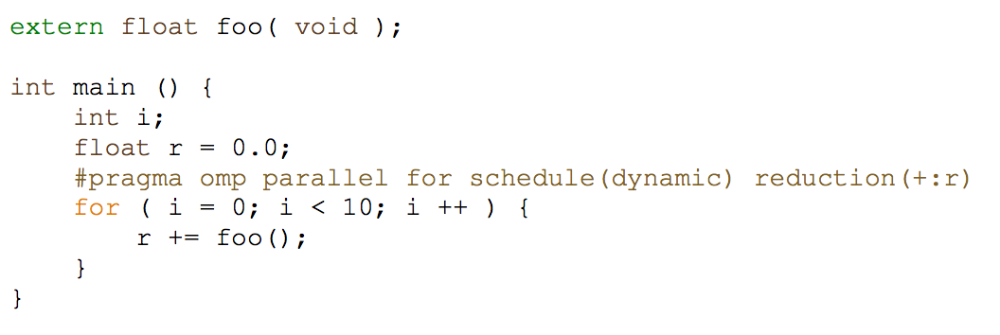 extern float foo( void );
int main () {
int i;
float r = 0.0;
#pragma omp parallel for schedule(dynamic) reduction(+:r)
for ( i = 0; i < 10; i ++ ) {
r += foo();
}
}